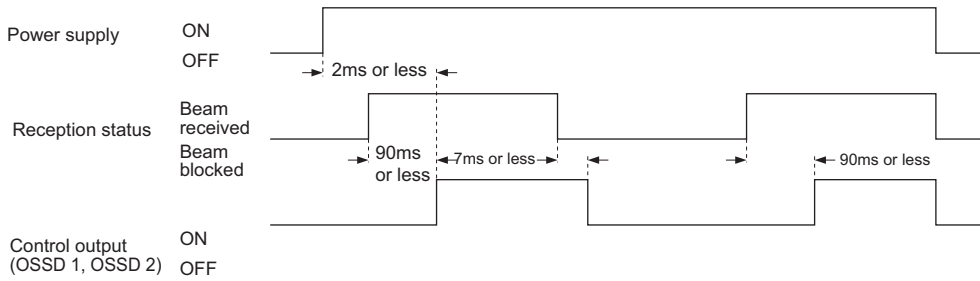 Power supply
ON
OFF
2ms or less
Reception status
Beam
received
Beam
blocked
90ms
or less
7ms or less
90ms or less
Control output
(OSSD 1, OSSD 2)
ON
OFF